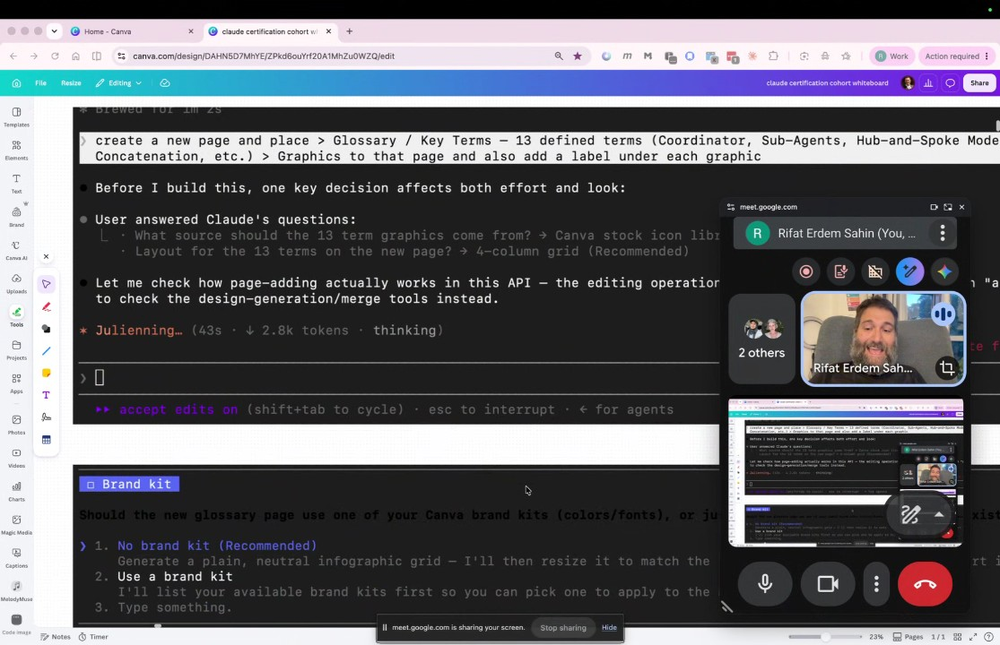 Home - Canva
claude certification cohort wh
canva.com/design/DAHN5D7MhYE/ZPkd6ouYrf20A1MhZu0WZQ/edit
Work
Action required
File
Resize
Editing
claude certification cohort whiteboard
Share
Templates
Elements
Text
Brand
Canva AI
Uploads
Tools
Projects
Apps
Photos
Videos
Charts
Magic Media
Captions
MelodyMuse
Code Image
✻ Brewed for 1m 2s
❯ create a new page and place > Glossary / Key Terms — 13 defined terms (Coordinator, Sub-Agents, Hub-and-Spoke Mode
Concatenation, etc.) > Graphics to that page and also add a label under each graphic
● Before I build this, one key decision affects both effort and look:
● User answered Claude's questions:
└ · What source should the 13 term graphics come from? → Canva stock icon libr
· Layout for the 13 terms on the new page? → 4-column grid (Recommended)
● Let me check how page-adding actually works in this API — the editing operation
to check the design-generation/merge tools instead.
✶ Julienning… (43s · ↓ 2.8k tokens · thinking)
❯
▸▸ accept edits on (shift+tab to cycle) · esc to interrupt · ← for agents
□ Brand kit
Should the new glossary page use one of your Canva brand kits (colors/fonts), or ju
❯ 1. No brand kit (Recommended)
Generate a plain, neutral infographic grid — I'll then resize it to match the
2. Use a brand kit
I'll list your available brand kits first so you can pick one to apply to the
3. Type something.
meet.google.com
R
Rifat Erdem Sahin (You, ...
2 others
Rifat Erdem Sah...
meet.google.com is sharing your screen.
Stop sharing
Hide
Notes
Timer
23%
Pages
1 / 1